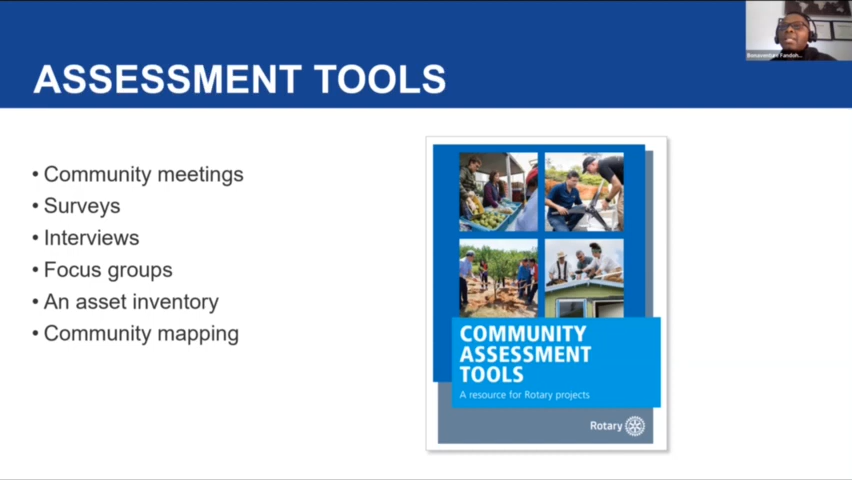 ASSESSMENT TOOLS
• Community meetings
• Surveys
• Interviews
• Focus groups
• An asset inventory
• Community mapping
COMMUNITY
ASSESSMENT
TOOLS
A resource for Rotary projects
Rotary